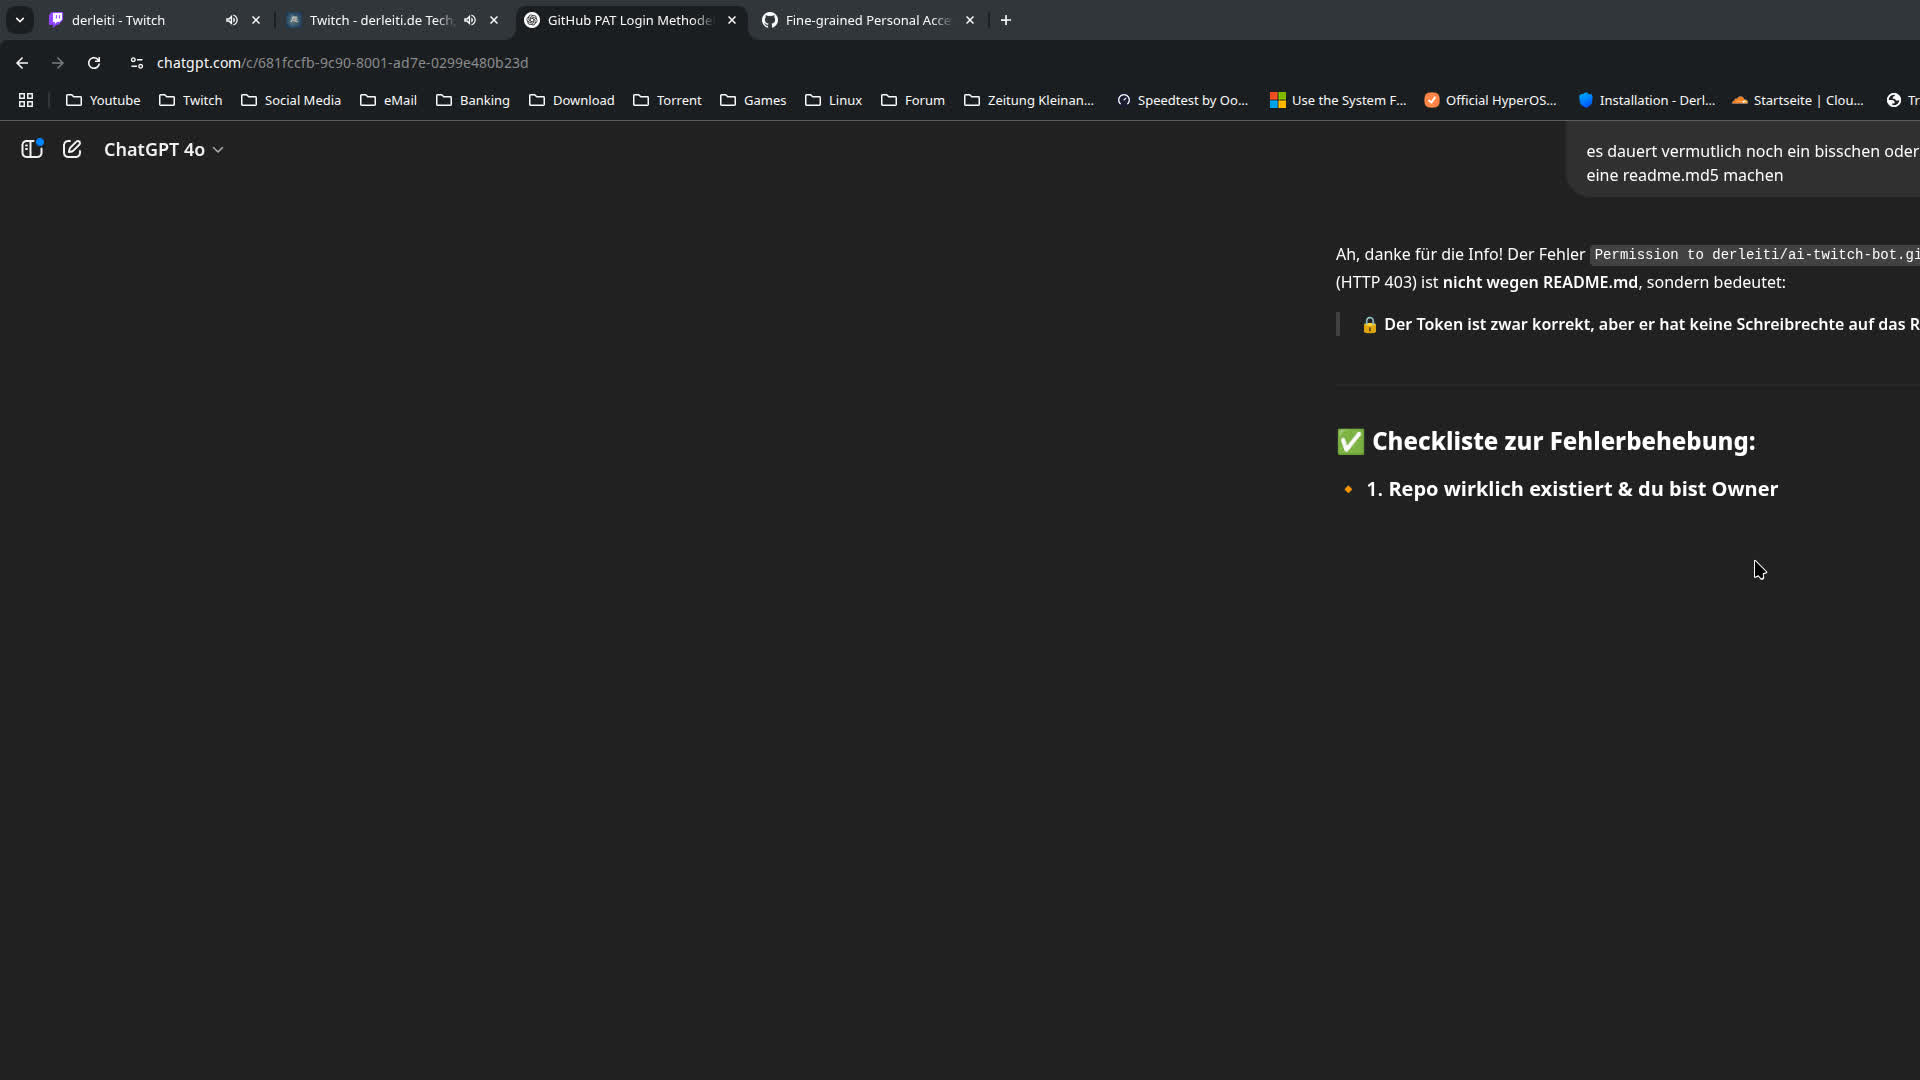 derleiti - Twitch
Twitch - derleiti.de Tech
GitHub PAT Login Methode
Fine-grained Personal Acce
chatgpt.com/c/681fccfb-9c90-8001-ad7e-0299e480b23d
Youtube
Twitch
Social Media
eMail
Banking
Download
Torrent
Games
Linux
Forum
Zeitung Kleinan...
Speedtest by Oo...
Use the System F...
Official HyperOS...
Installation - Derl...
Startseite | Clou...
Tr
ChatGPT 4o
es dauert vermutlich noch ein bisschen oder
eine readme.md5 machen
Ah, danke für die Info! Der Fehler Permission to derleiti/ai-twitch-bot.gi
(HTTP 403) ist nicht wegen README.md, sondern bedeutet:
🔒 Der Token ist zwar korrekt, aber er hat keine Schreibrechte auf das R
✅ Checkliste zur Fehlerbehebung:
🔸 1. Repo wirklich existiert & du bist Owner